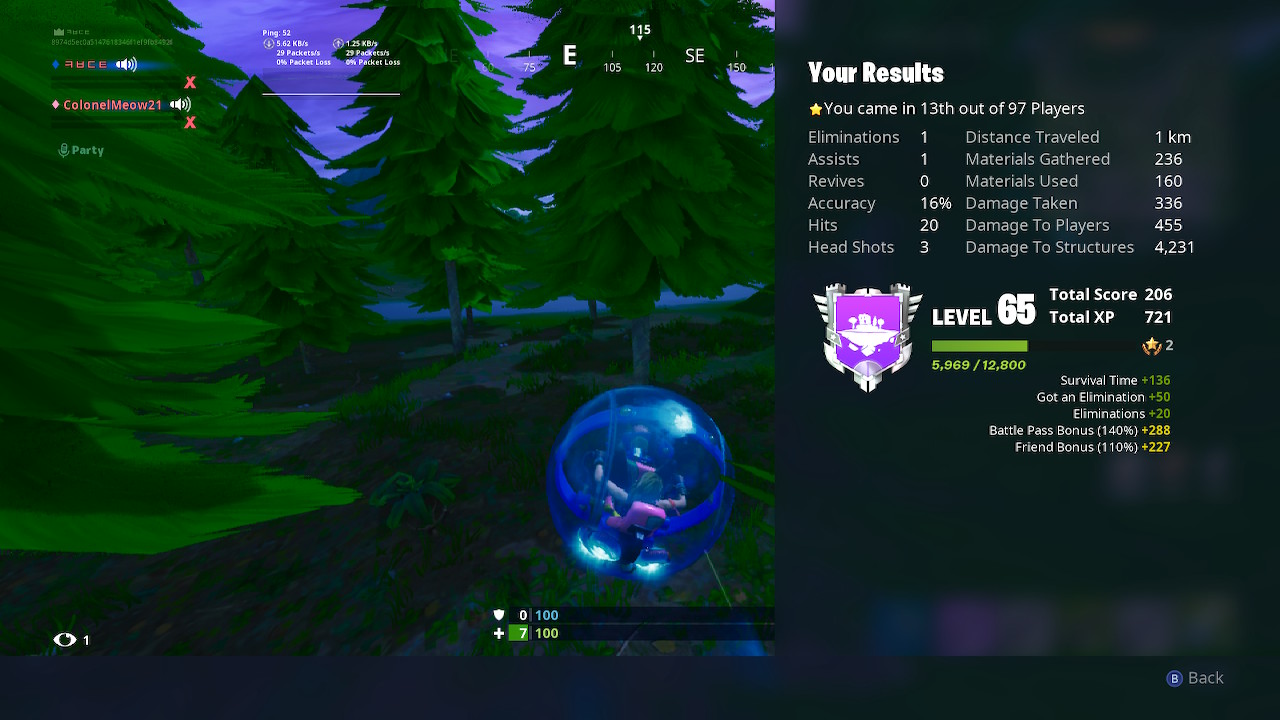 Ping: 52
5.62 KB/s 1.25 KB/s
29 Packets/s 29 Packets/s
0% Packet Loss 0% Packet Loss
ColonelMeow21
X
X
Party
115
E SE
75 105 120 150
Your Results
You came in 13th out of 97 Players
Eliminations 1 Distance Traveled 1 km
Assists 1 Materials Gathered 236
Revives 0 Materials Used 160
Accuracy 16% Damage Taken 336
Hits 20 Damage To Players 455
Head Shots 3 Damage To Structures 4,231
LEVEL 65
Total Score 206
Total XP 721
2
5,969 / 12,800
Survival Time +136
Got an Elimination +50
Eliminations +20
Battle Pass Bonus (140%) +288
Friend Bonus (110%) +227
0 100
7 100
1
B Back